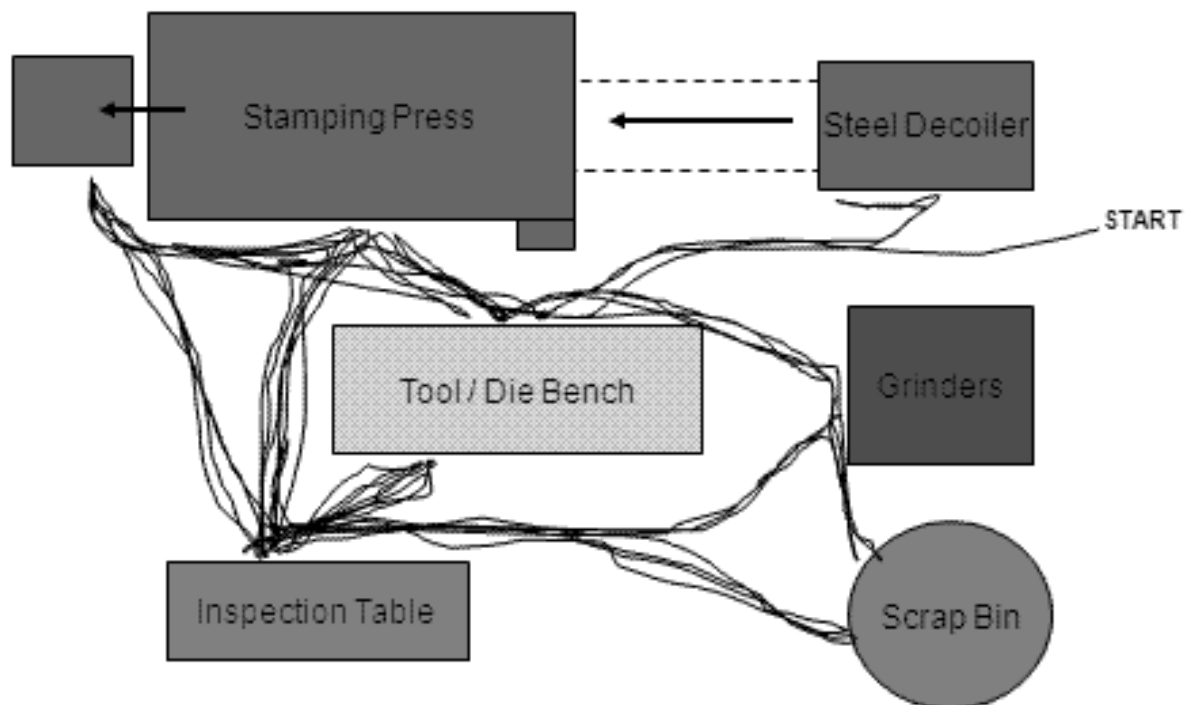 Stamping Press
Steel Decoiler
START
Tool / Die Bench
Grinders
Inspection Table
Scrap Bin